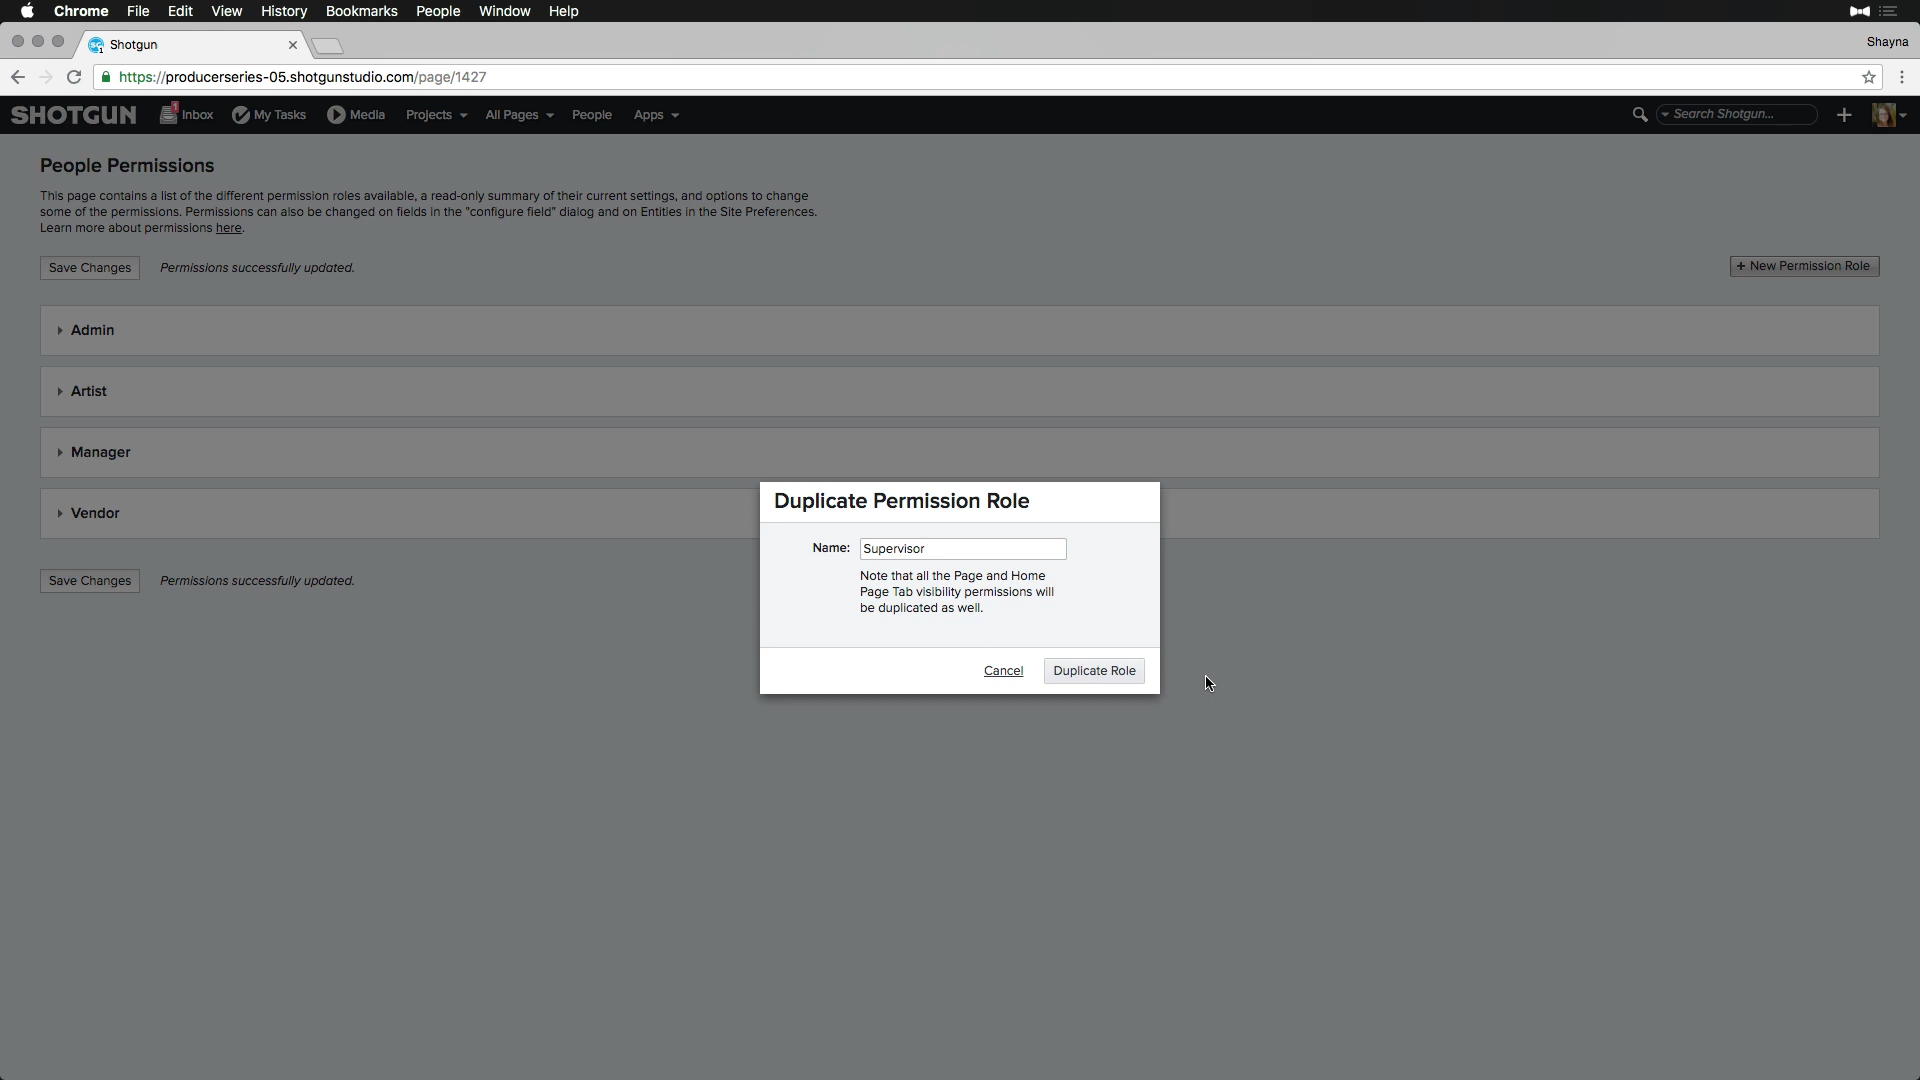 Chrome File Edit View History Bookmarks People Window Help
Shotgun
Shayna
https://producerseries-05.shotgunstudio.com/page/1427
SHOTGUN 1 Inbox My Tasks Media Projects All Pages People Apps Search Shotgun...
People Permissions
This page contains a list of the different permission roles available, a read-only summary of their current settings, and options to change
some of the permissions. Permissions can also be changed on fields in the "configure field" dialog and on Entities in the Site Preferences.
Learn more about permissions here.
Save Changes Permissions successfully updated.
+ New Permission Role
Admin
Artist
Manager
Vendor
Save Changes Permissions successfully updated.
Duplicate Permission Role
Name: Supervisor
Note that all the Page and Home
Page Tab visibility permissions will
be duplicated as well.
Cancel Duplicate Role